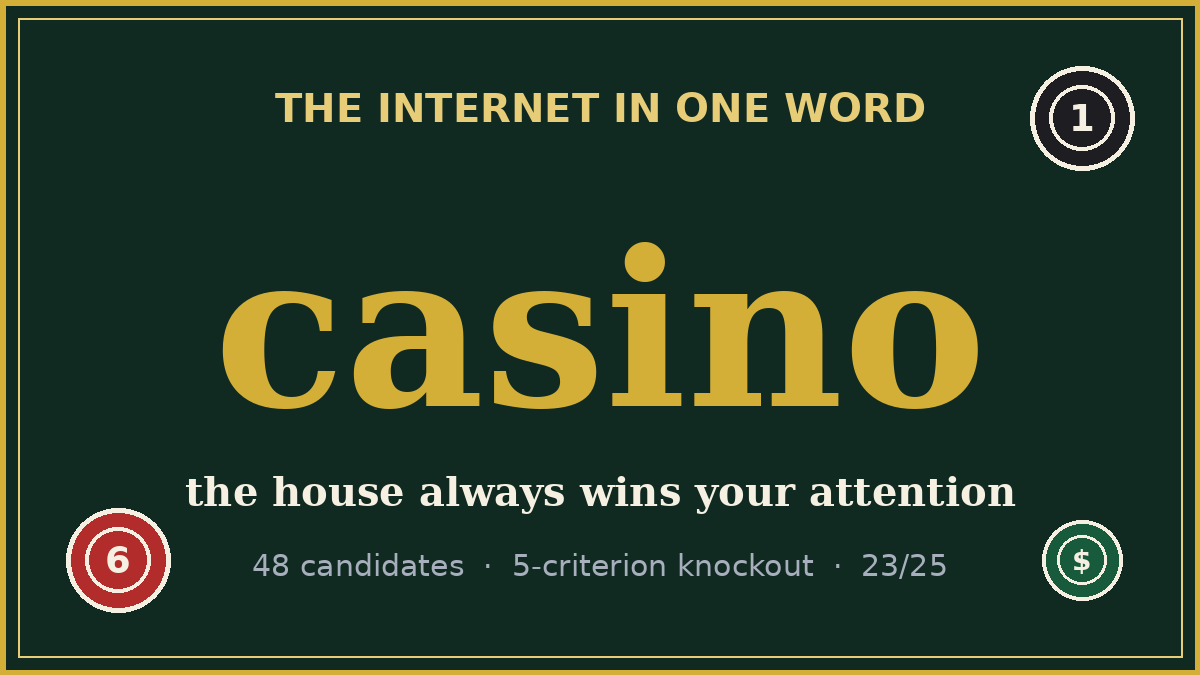 THE INTERNET IN ONE WORD
1
casino
the house always wins your attention
6
48 candidates · 5-criterion knockout · 23/25
$